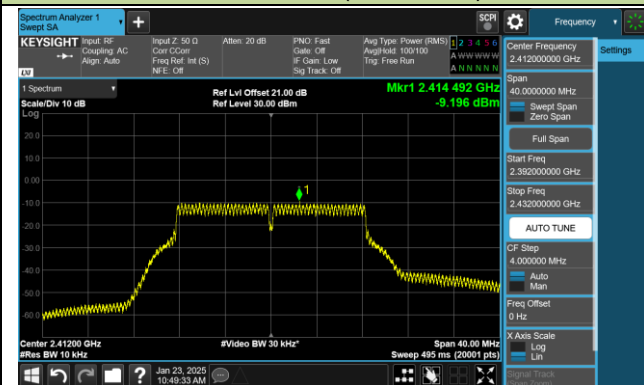 Spectrum Analyzer 1
Swept SA
SCPI
Frequency
KEYSIGHT
Input: RF
Coupling: AC
Align: Auto
Input Z: 50 Ω
Corr CCorr
Freq Ref: Int (S)
NFE: Off
Atten: 20 dB
PNO: Fast
Gate: Off
IF Gain: Low
Sig Track: Off
Avg Type: Power (RMS)
Avg|Hold: 100/100
Trig: Free Run
1 2 3 4 5 6
A W W W W W
A N N N N N
LXI
1 Spectrum
Scale/Div 10 dB
Log
Ref Lvl Offset 21.00 dB
Ref Level 30.00 dBm
Mkr1 2.414 492 GHz
-9.196 dBm
20.0
10.0
0.00
-10.0
-20.0
-30.0
-40.0
-50.0
-60.0
1
Center 2.41200 GHz
#Res BW 10 kHz
#Video BW 30 kHz*
Span 40.00 MHz
Sweep 495 ms (20001 pts)
Jan 23, 2025
10:49:33 AM
Center Frequency
2.412000000 GHz
Settings
Span
40.0000000 MHz
Swept Span
Zero Span
Full Span
Start Freq
2.392000000 GHz
Stop Freq
2.432000000 GHz
AUTO TUNE
CF Step
4.000000 MHz
Auto
Man
Freq Offset
0 Hz
X Axis Scale
Log
Lin
Signal Track
(Span Zoom)